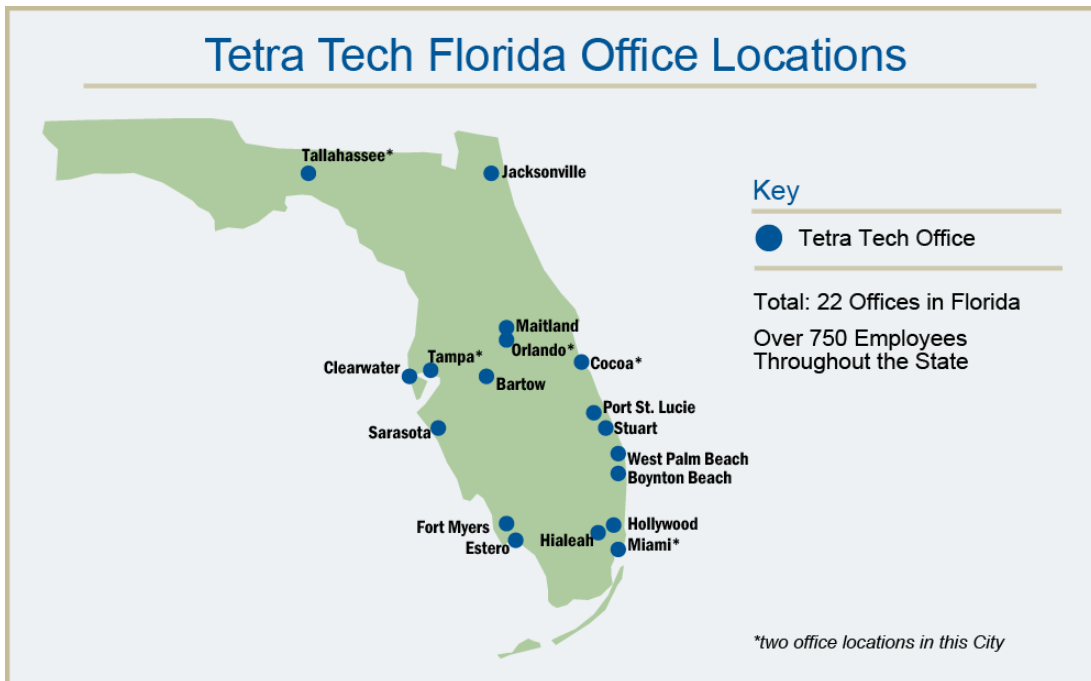 Tetra Tech Florida Office Locations
Tallahassee*
Jacksonville
Key
Tetra Tech Office
Total: 22 Offices in Florida
Over 750 Employees
Throughout the State
Maitland
Orlando*
Clearwater
Tampa*
Cocoa*
Bartow
Port St. Lucie
Sarasota
Stuart
West Palm Beach
Boynton Beach
Fort Myers
Hollywood
Estero
Hialeah
Miami*
*two office locations in this City